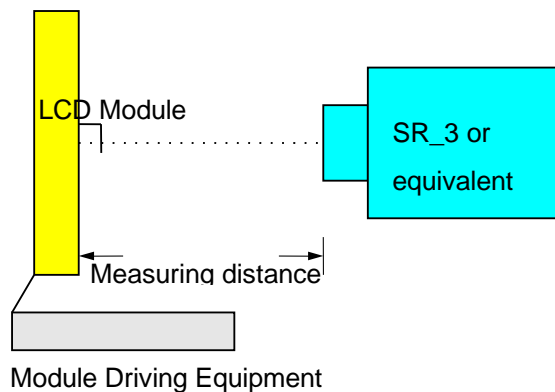 LCD Module
SR_3 or
equivalent
Measuring distance
Module Driving Equipment